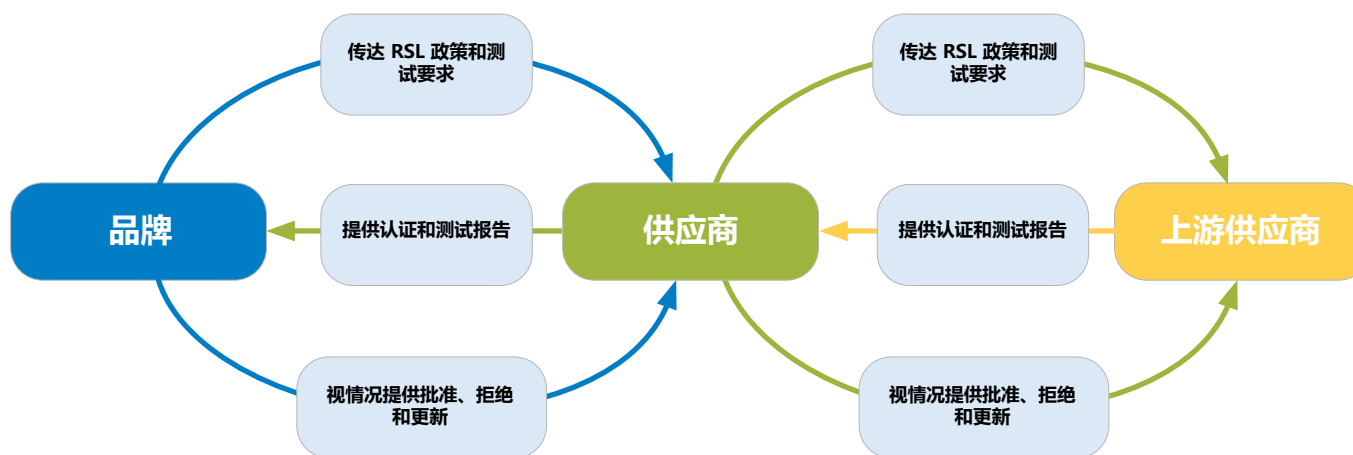 传达 RSL 政策和测
试要求
传达 RSL 政策和测
试要求
品牌
提供认证和测试报告
供应商
提供认证和测试报告
上游供应商
视情况提供批准、拒绝
和更新
视情况提供批准、拒绝
和更新